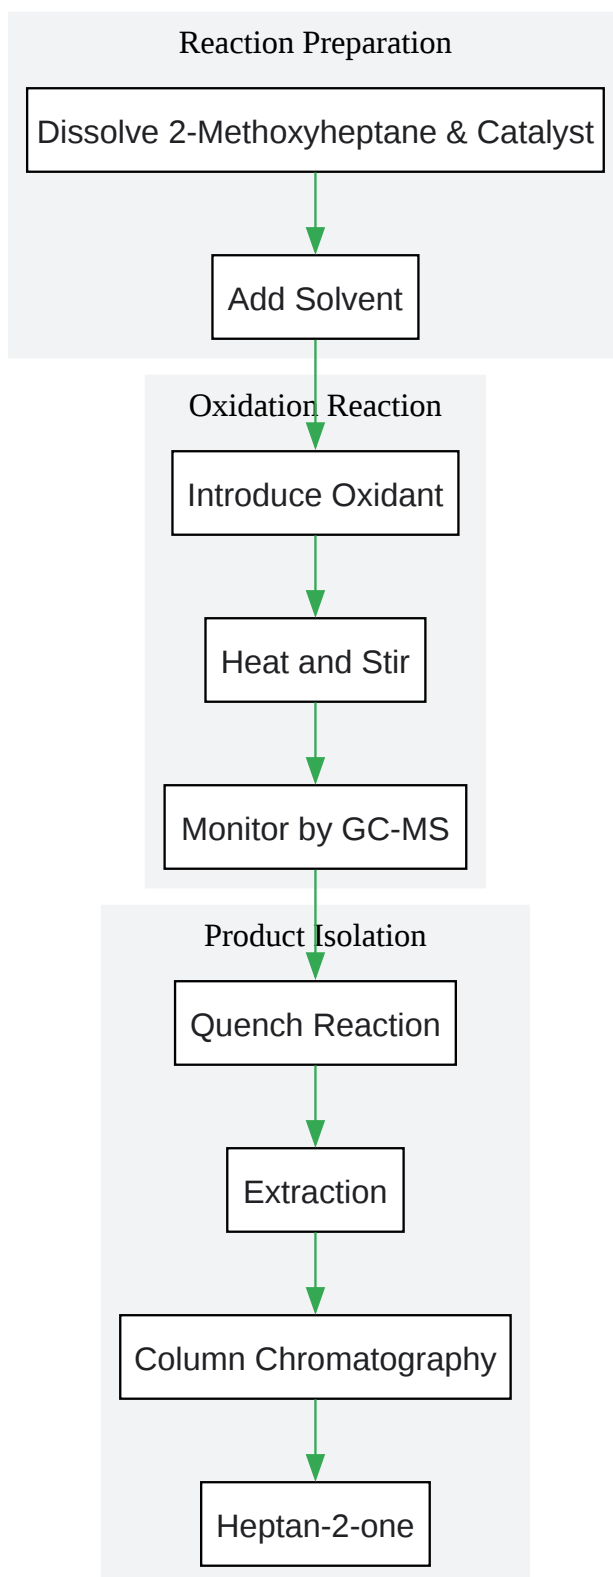 Reaction Preparation
Dissolve 2-Methoxyheptane & Catalyst
Add Solvent
Oxidation Reaction
Introduce Oxidant
Heat and Stir
Monitor by GC-MS
Product Isolation
Quench Reaction
Extraction
Column Chromatography
Heptan-2-one